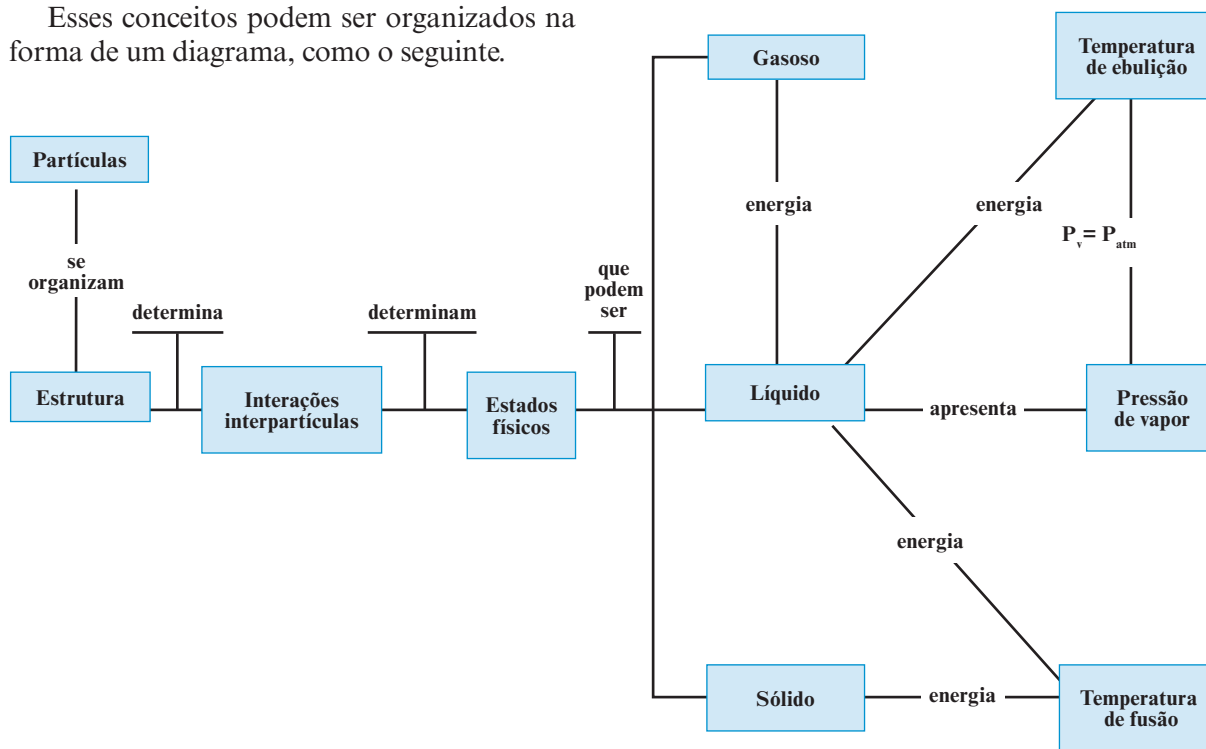 Esses conceitos podem ser organizados na
forma de um diagrama, como o seguinte.
Partículas
se
organizam
Estrutura
determina
Interações
interpartículas
determinam
Estados
físicos
que
podem
ser
Gasoso
energia
Líquido
Sólido
energia
Temperatura
de ebulição
P_v = P_atm
apresenta
Pressão
de vapor
energia
energia
Temperatura
de fusão